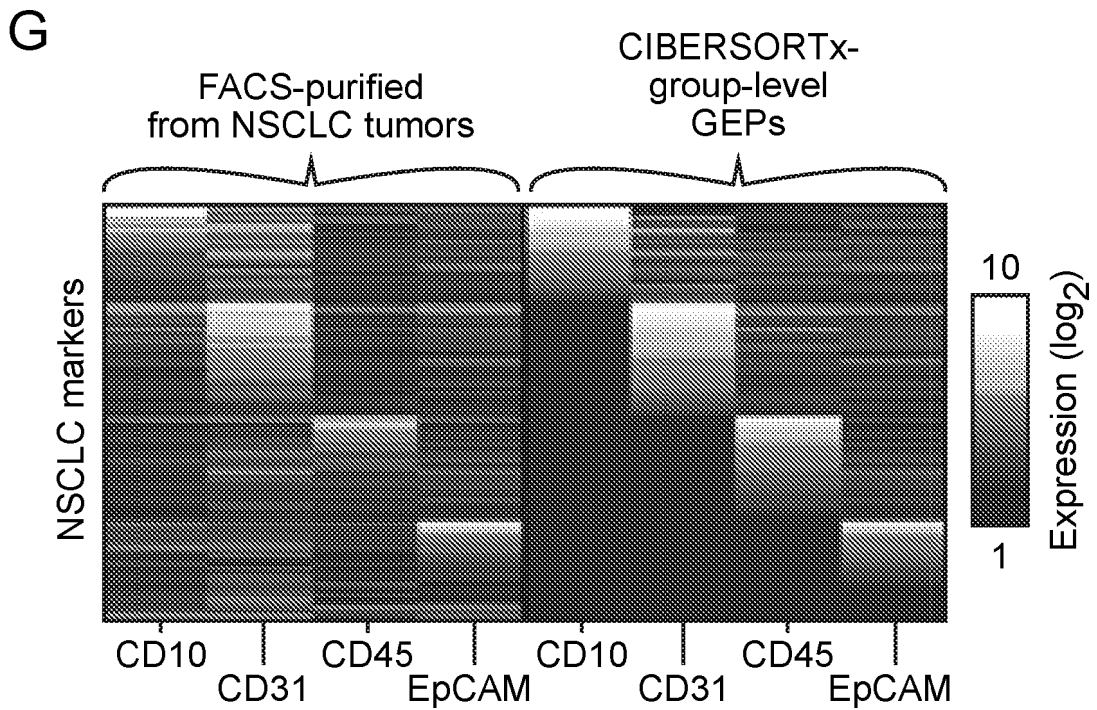 G
FACS-purified
from NSCLC tumors
CIBERSORTx-
group-level
GEPs
NSCLC markers
10
1
Expression (log2)
CD10
CD31
CD45
EpCAM
CD10
CD31
CD45
EpCAM